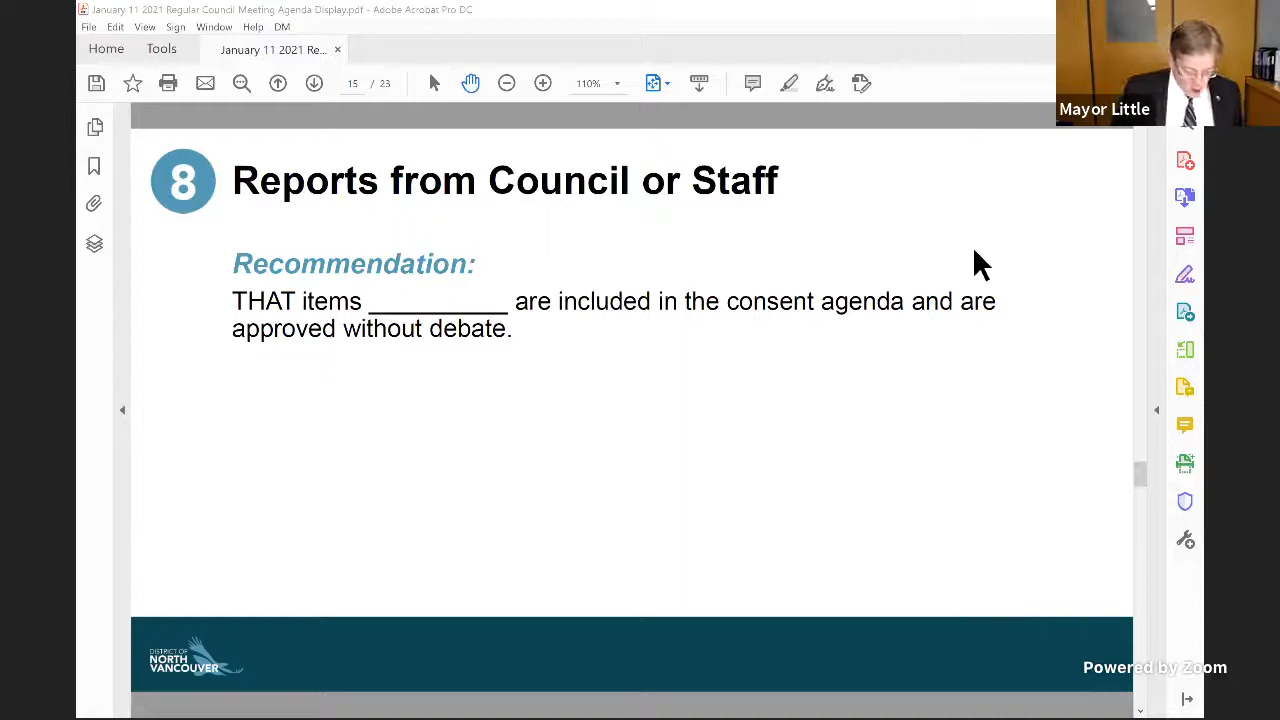 January 11 2021 Regular Council Meeting Agenda Display.pdf - Adobe Acrobat Pro DC
File Edit View Sign Window Help DM
Home Tools January 11 2021 Re... ×
15 / 23 110%
Mayor Little
8 Reports from Council or Staff
Recommendation:
THAT items __________ are included in the consent agenda and are
approved without debate.
DISTRICT OF
NORTH
VANCOUVER
Powered by Zoom